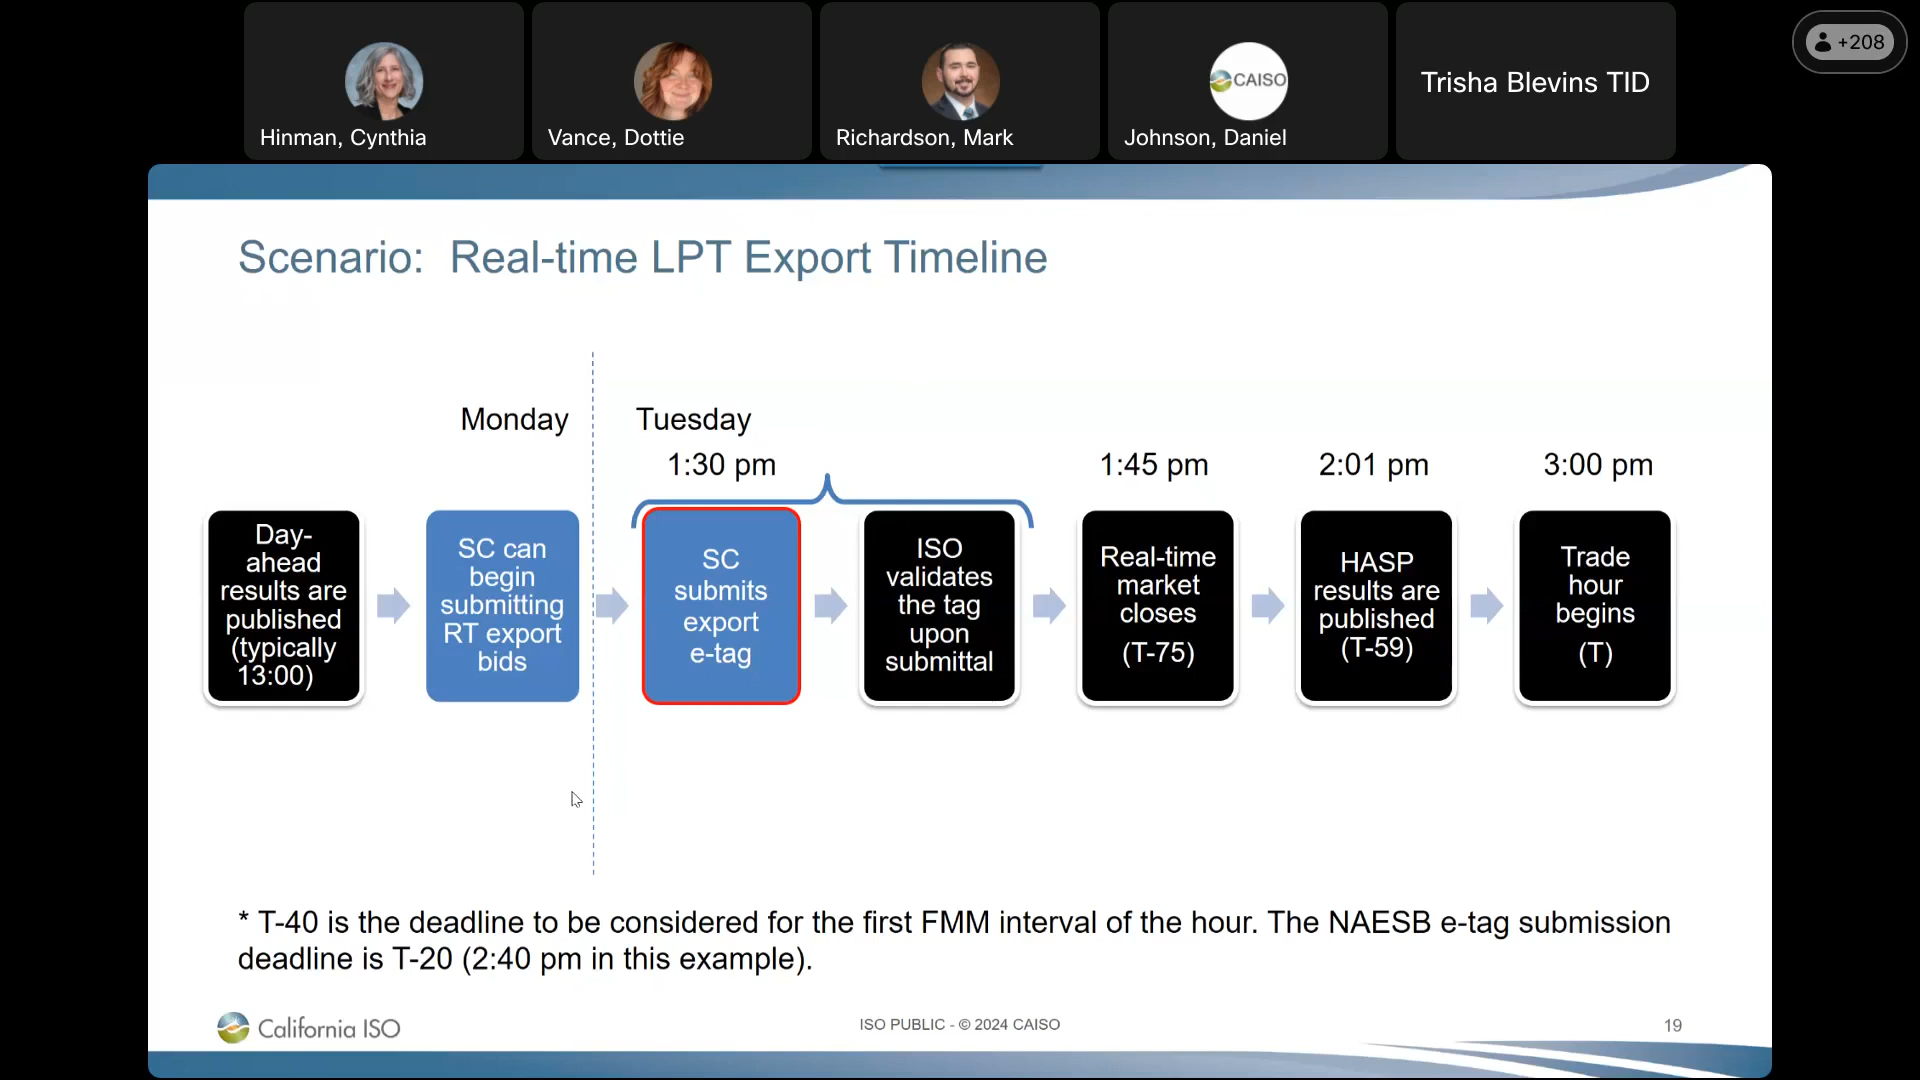 +208
Hinman, Cynthia
Vance, Dottie
Richardson, Mark
CAISO
Johnson, Daniel
Trisha Blevins TID
Scenario:  Real-time LPT Export Timeline
Monday
Tuesday
1:30 pm
1:45 pm
2:01 pm
3:00 pm
Day-
ahead
results are
published
(typically
13:00)
SC can
begin
submitting
RT export
bids
SC
submits
export
e-tag
ISO
validates
the tag
upon
submittal
Real-time
market
closes
(T-75)
HASP
results are
published
(T-59)
Trade
hour
begins
(T)
* T-40 is the deadline to be considered for the first FMM interval of the hour. The NAESB e-tag submission
deadline is T-20 (2:40 pm in this example).
California ISO
ISO PUBLIC - © 2024 CAISO
19